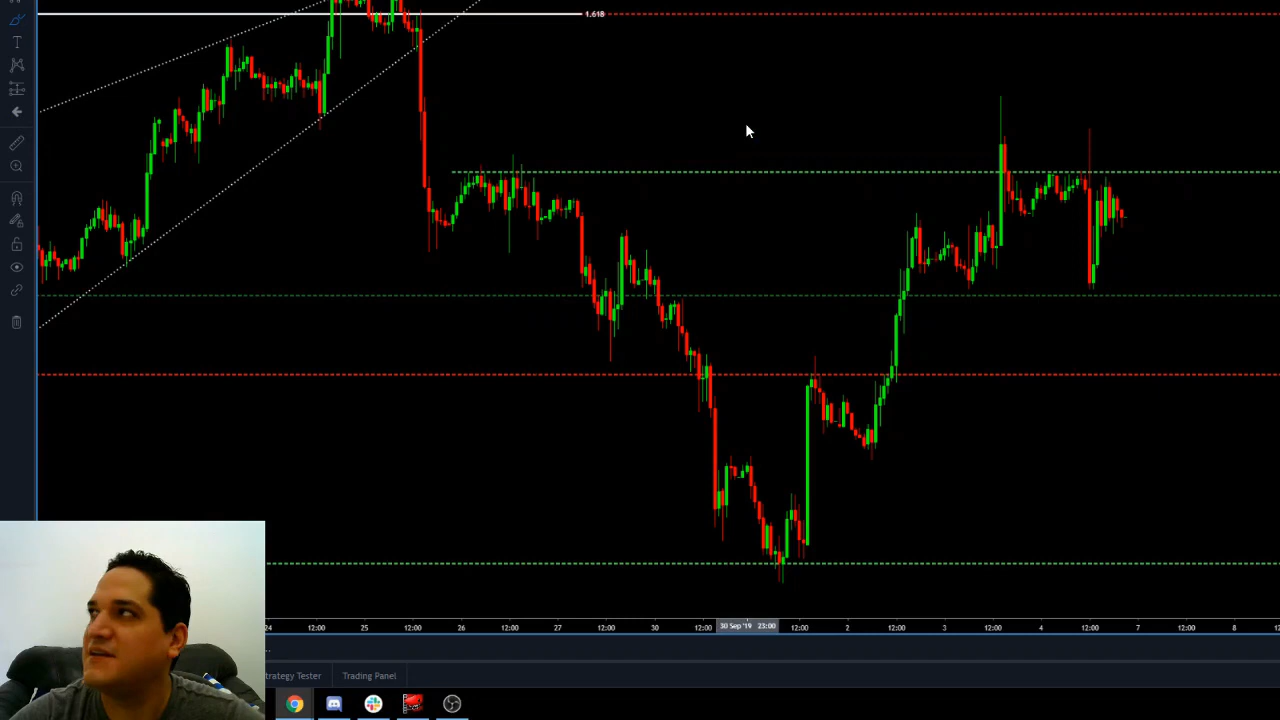 1.618
24 12:00 25 12:00 26 12:00 27 12:00 30 12:00 30 Sep '19 23:00 12:00 2 12:00 3 12:00 4 12:00 7 12:00 8
Strategy Tester Trading Panel